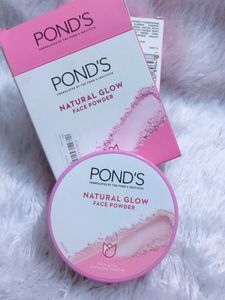 POND'S
FORMULATED BY THE POND'S INSTITUTE
NATURAL GLOW
FACE POWDER
POND'S
FORMULATED BY THE POND'S INSTITUTE
NATURAL GLOW
FACE POWDER